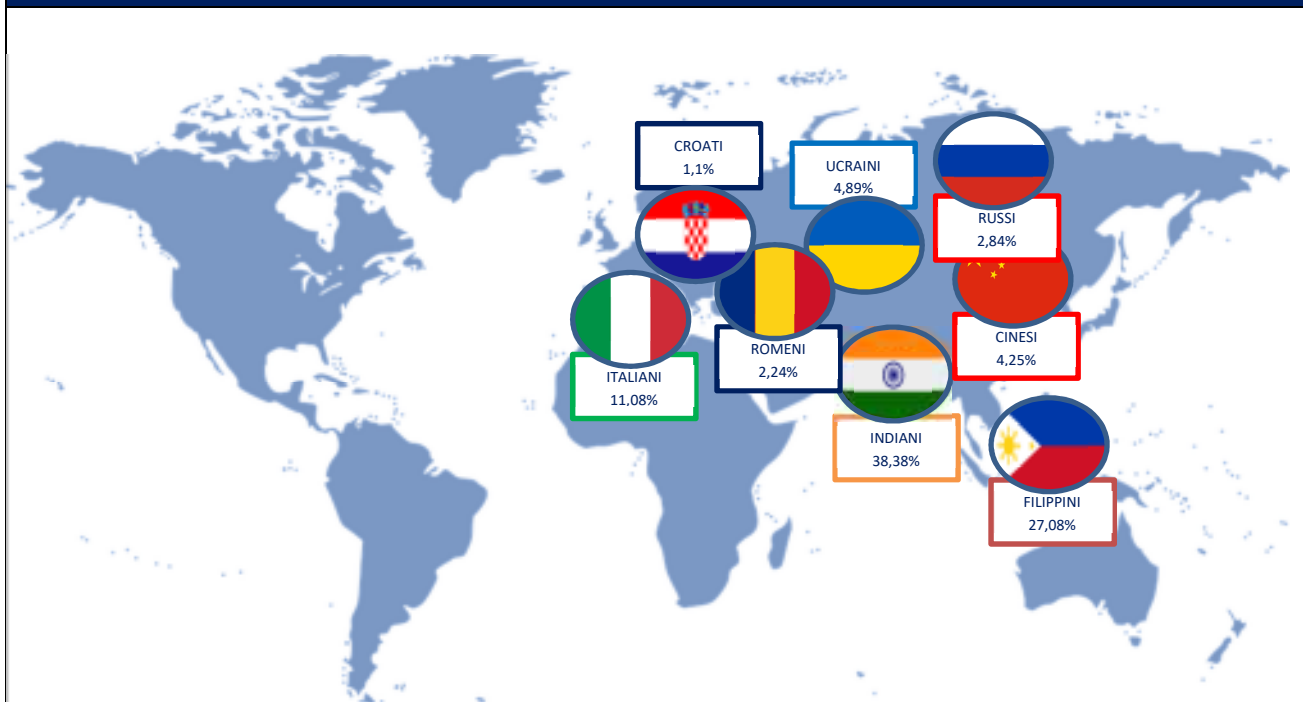 CROATI
1,1%
UCRAINI
4,89%
RUSSI
2,84%
CINESI
4,25%
ROMENI
2,24%
ITALIANI
11,08%
INDIANI
38,38%
FILIPPINI
27,08%